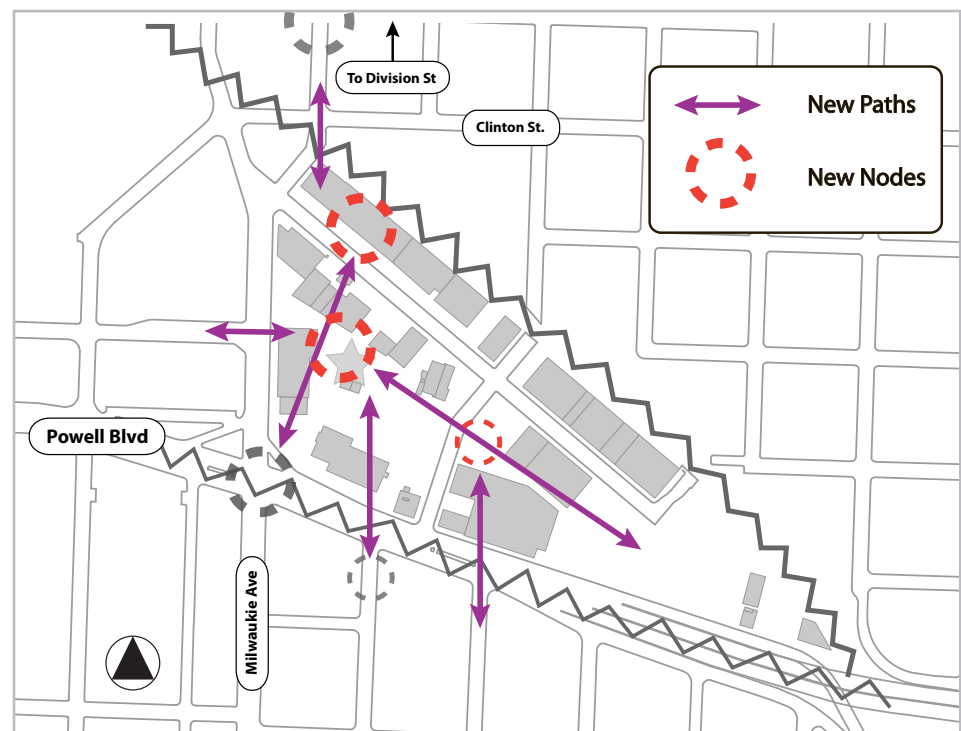 To Division St
Clinton St.
New Paths
New Nodes
Powell Blvd
Milwaukie Ave